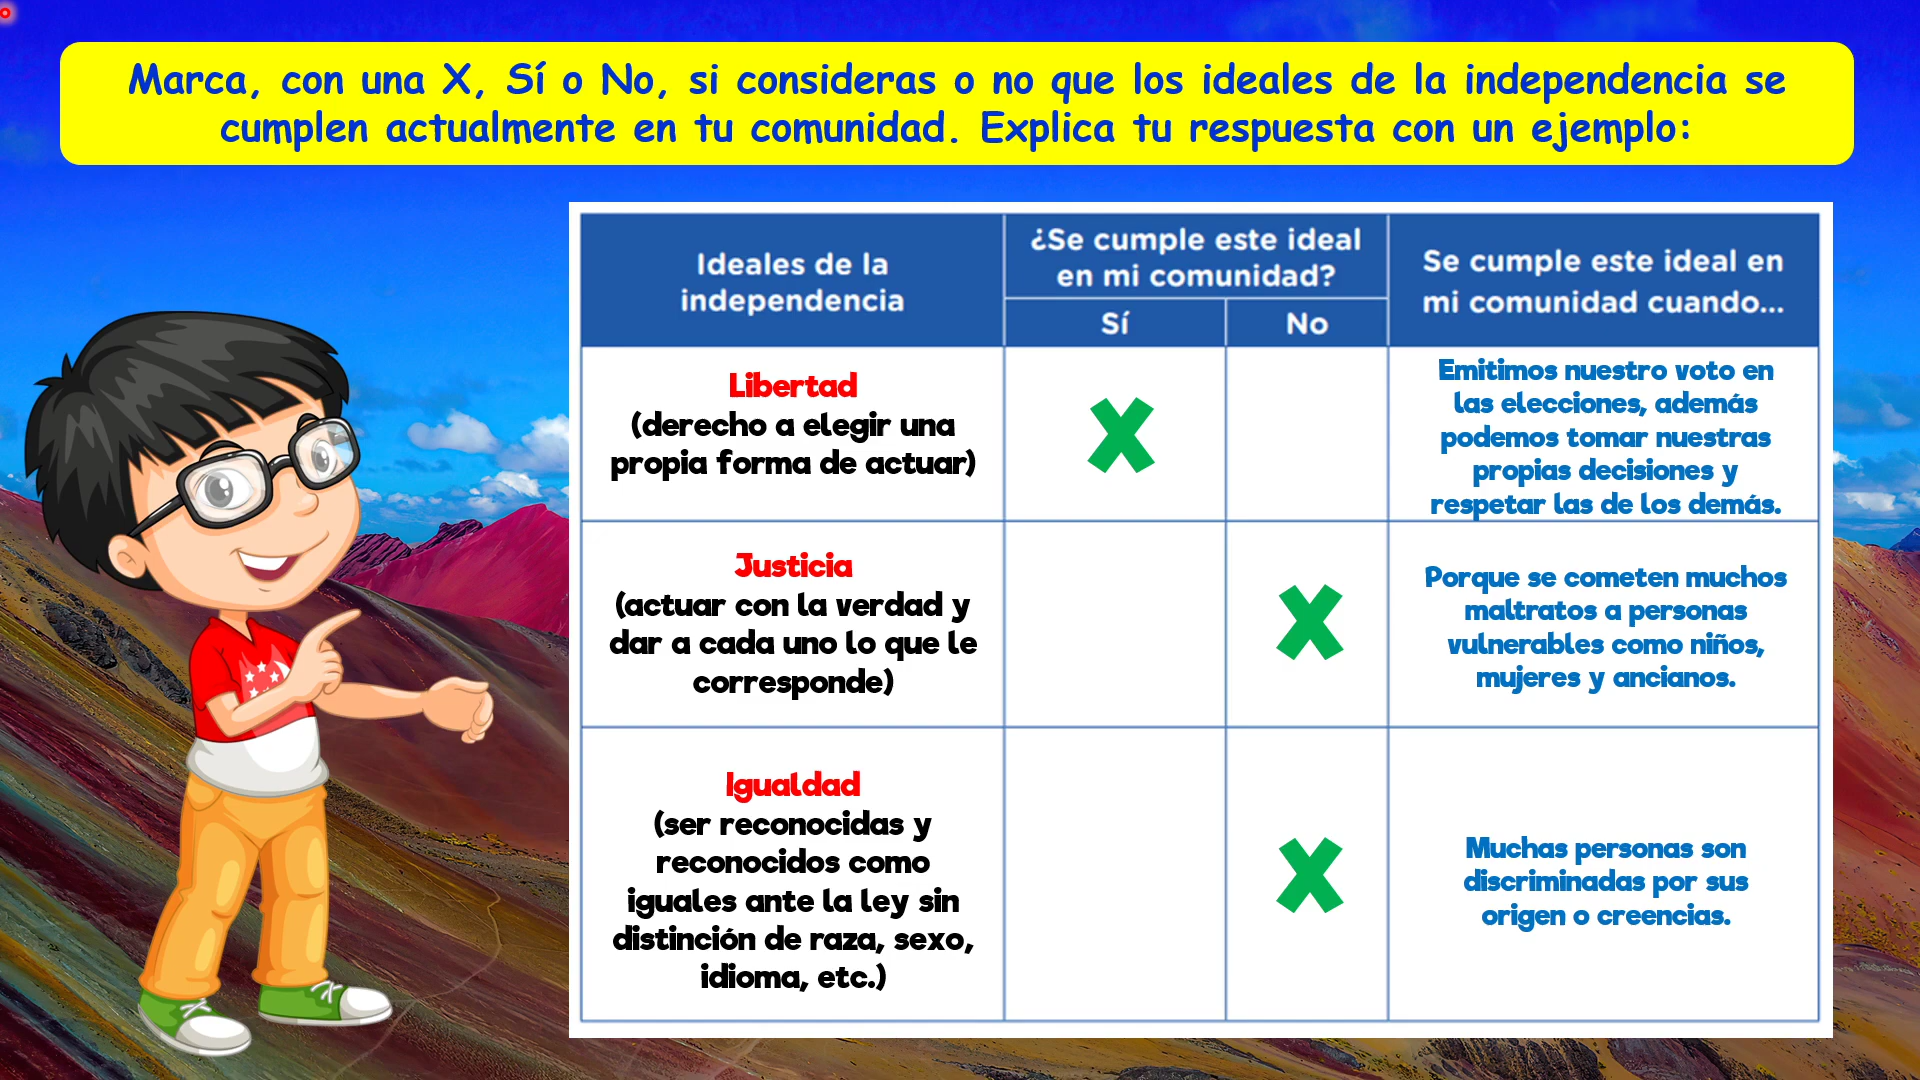 Marca, con una X, Sí o No, si consideras o no que los ideales de la independencia se
cumplen actualmente en tu comunidad. Explica tu respuesta con un ejemplo:
Ideales de la
independencia
¿Se cumple este ideal
en mi comunidad?
Sí
No
Se cumple este ideal en
mi comunidad cuando...
Libertad
(derecho a elegir una
propia forma de actuar)
X
Emitimos nuestro voto en
las elecciones, además
podemos tomar nuestras
propias decisiones y
respetar las de los demás.
Justicia
(actuar con la verdad y
dar a cada uno lo que le
corresponde)
X
Porque se cometen muchos
maltratos a personas
vulnerables como niños,
mujeres y ancianos.
Igualdad
(ser reconocidas y
reconocidos como
iguales ante la ley sin
distinción de raza, sexo,
idioma, etc.)
X
Muchas personas son
discriminadas por sus
origen o creencias.